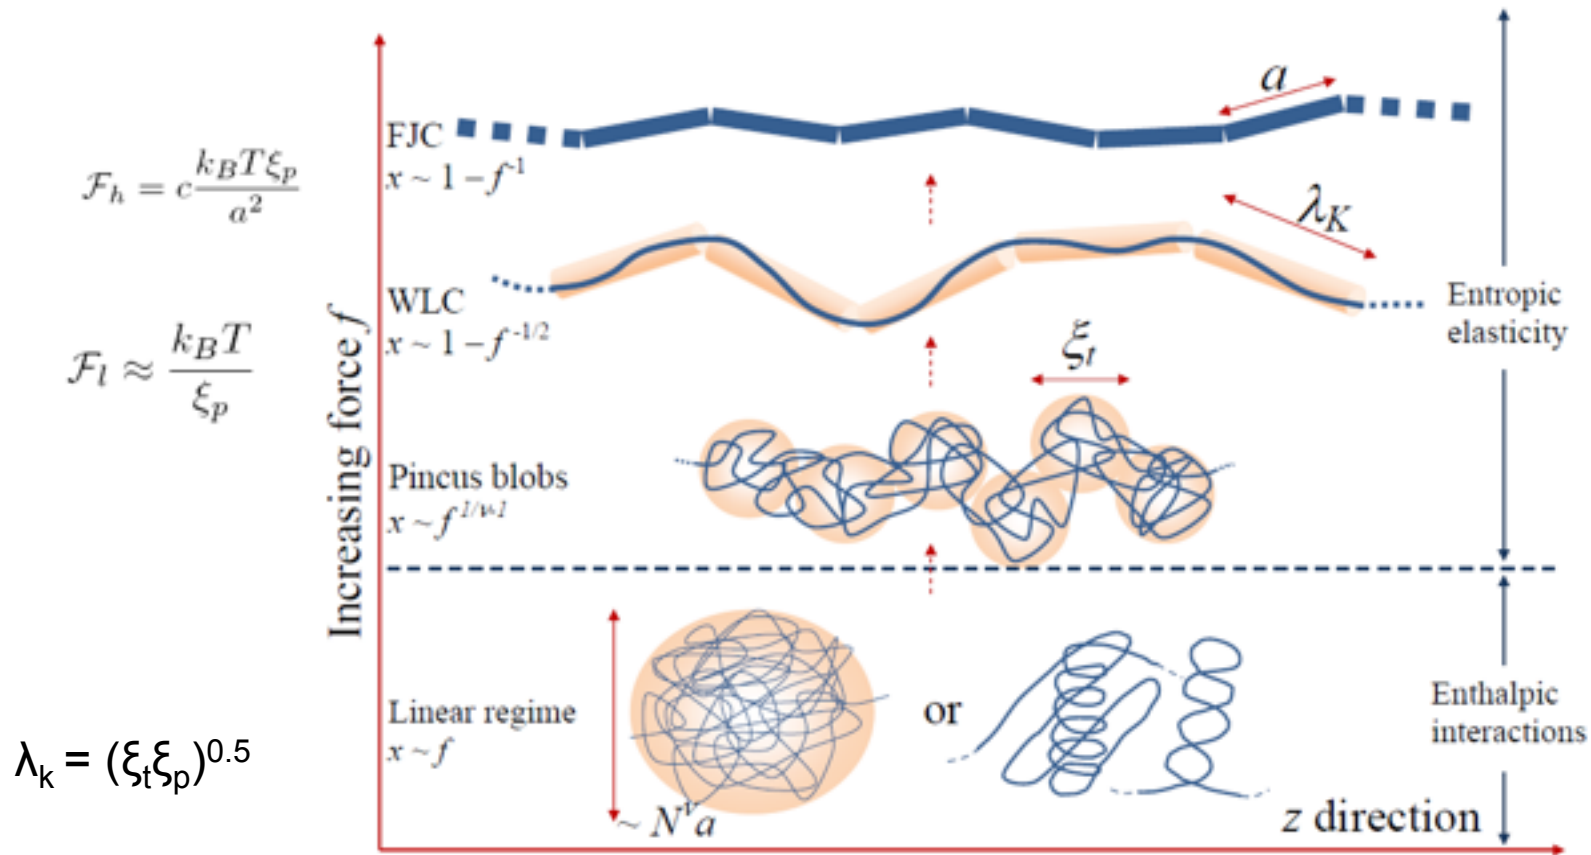 a
FJC
x ~ 1 – f⁻¹
𝓕ₕ = c k_BTξ_p / a²
λ_K
WLC
x ~ 1 – f^-1/2
Entropic
elasticity
𝓕_l ≈ k_BT / ξ_p
ξ_t
Increasing force f
Pincus blobs
x ~ f^1/ν-1
Linear regime
x ~ f
or
Enthalpic
interactions
λ_k = (ξ_tξ_p)^0.5
~ N^ν a
z direction